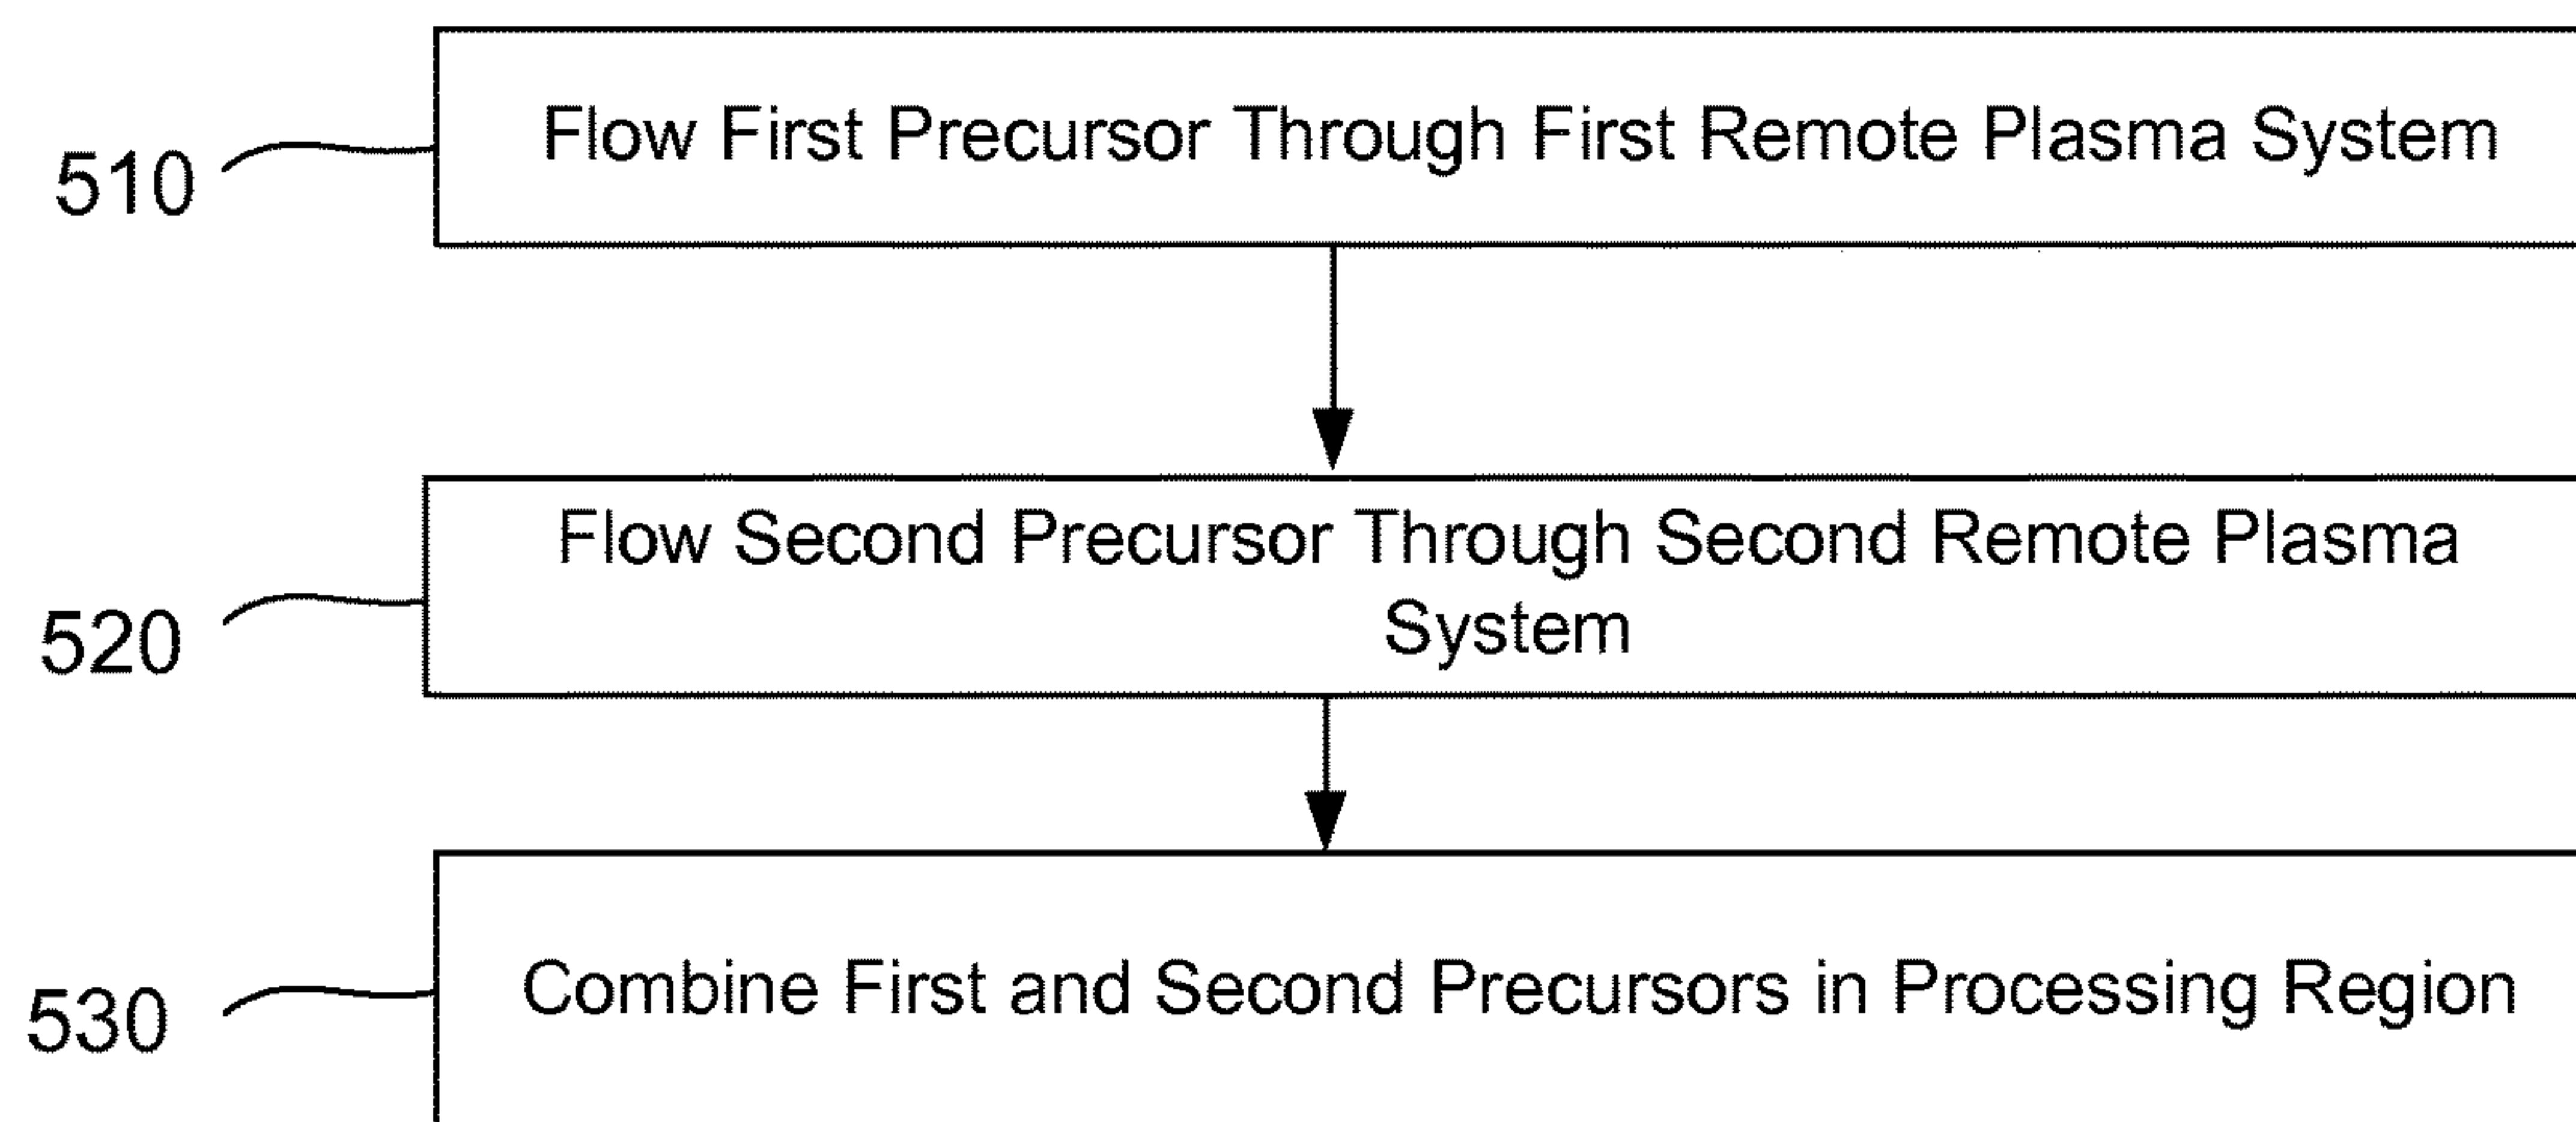 510
Flow First Precursor Through First Remote Plasma System
520
Flow Second Precursor Through Second Remote Plasma
System
530
Combine First and Second Precursors in Processing Region